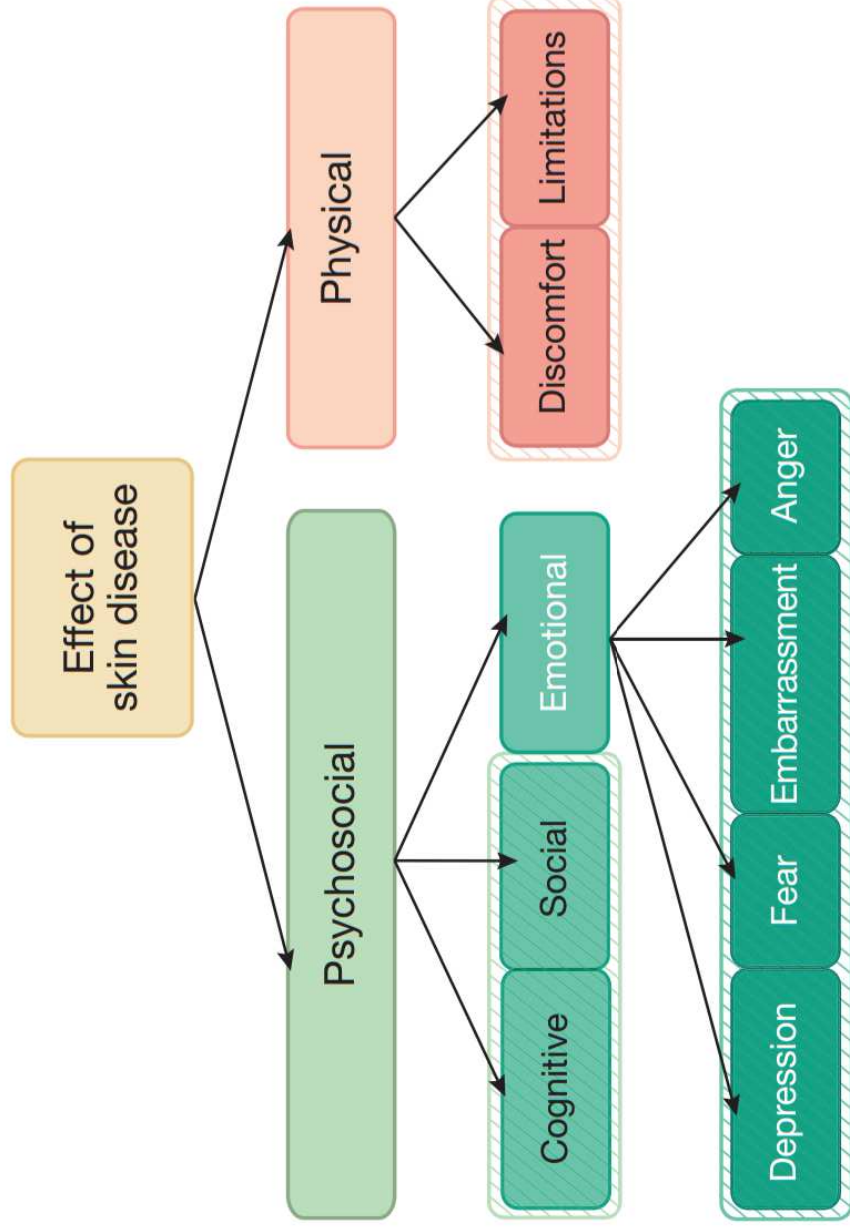 Effect of
skin disease
Psychosocial
Physical
Cognitive
Social
Emotional
Discomfort
Limitations
Depression
Fear
Embarrassment
Anger